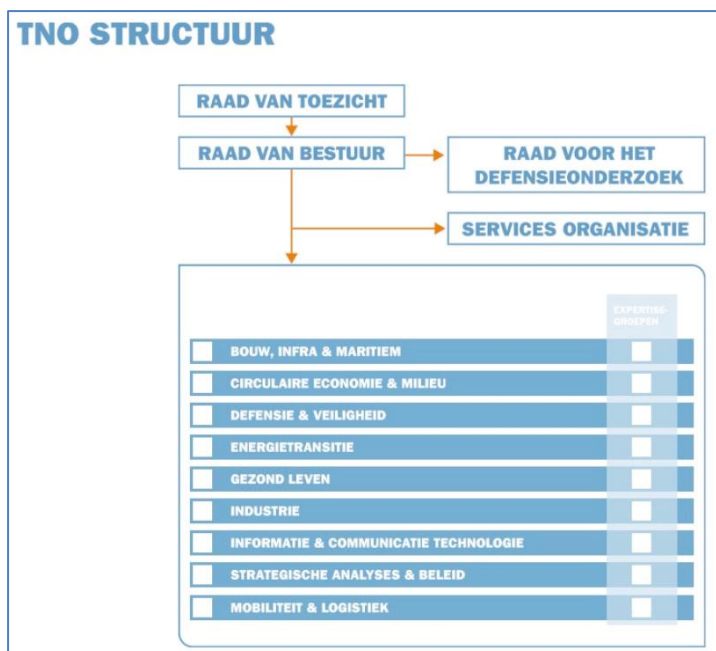 TNO STRUCTUUR
RAAD VAN TOEZICHT
RAAD VAN BESTUUR
RAAD VOOR HET
DEFENSIEONDERZOEK
SERVICES ORGANISATIE
EXPERTISE-
GROEPEN
BOUW, INFRA & MARITIEM
CIRCULAIRE ECONOMIE & MILIEU
DEFENSIE & VEILIGHEID
ENERGIETRANSITIE
GEZOND LEVEN
INDUSTRIE
INFORMATIE & COMMUNICATIE TECHNOLOGIE
STRATEGISCHE ANALYSES & BELEID
MOBILITEIT & LOGISTIEK